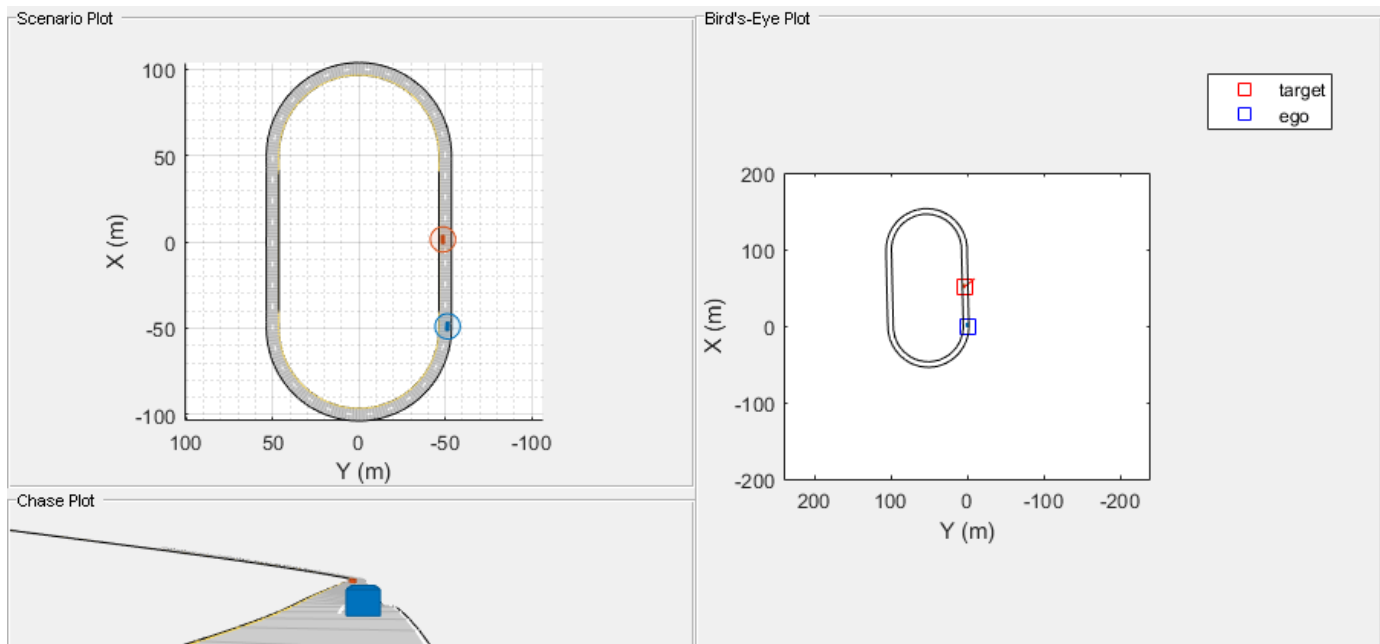 Scenario Plot
100
50
0
-50
-100
X (m)
100 50 0 -50 -100
Y (m)
Chase Plot
Bird's-Eye Plot
target
ego
200
100
0
-100
-200
X (m)
200 100 0 -100 -200
Y (m)